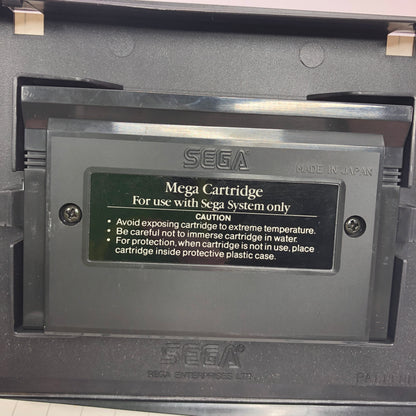 SEGA
MADE IN JAPAN
Mega Cartridge
For use with Sega System only
CAUTION
• Avoid exposing cartridge to extreme temperature.
• Be careful not to immerse cartridge in water.
• For protection, when cartridge is not in use, place
cartridge inside protective plastic case.
SEGA®
SEGA ENTERPRISES LTD.